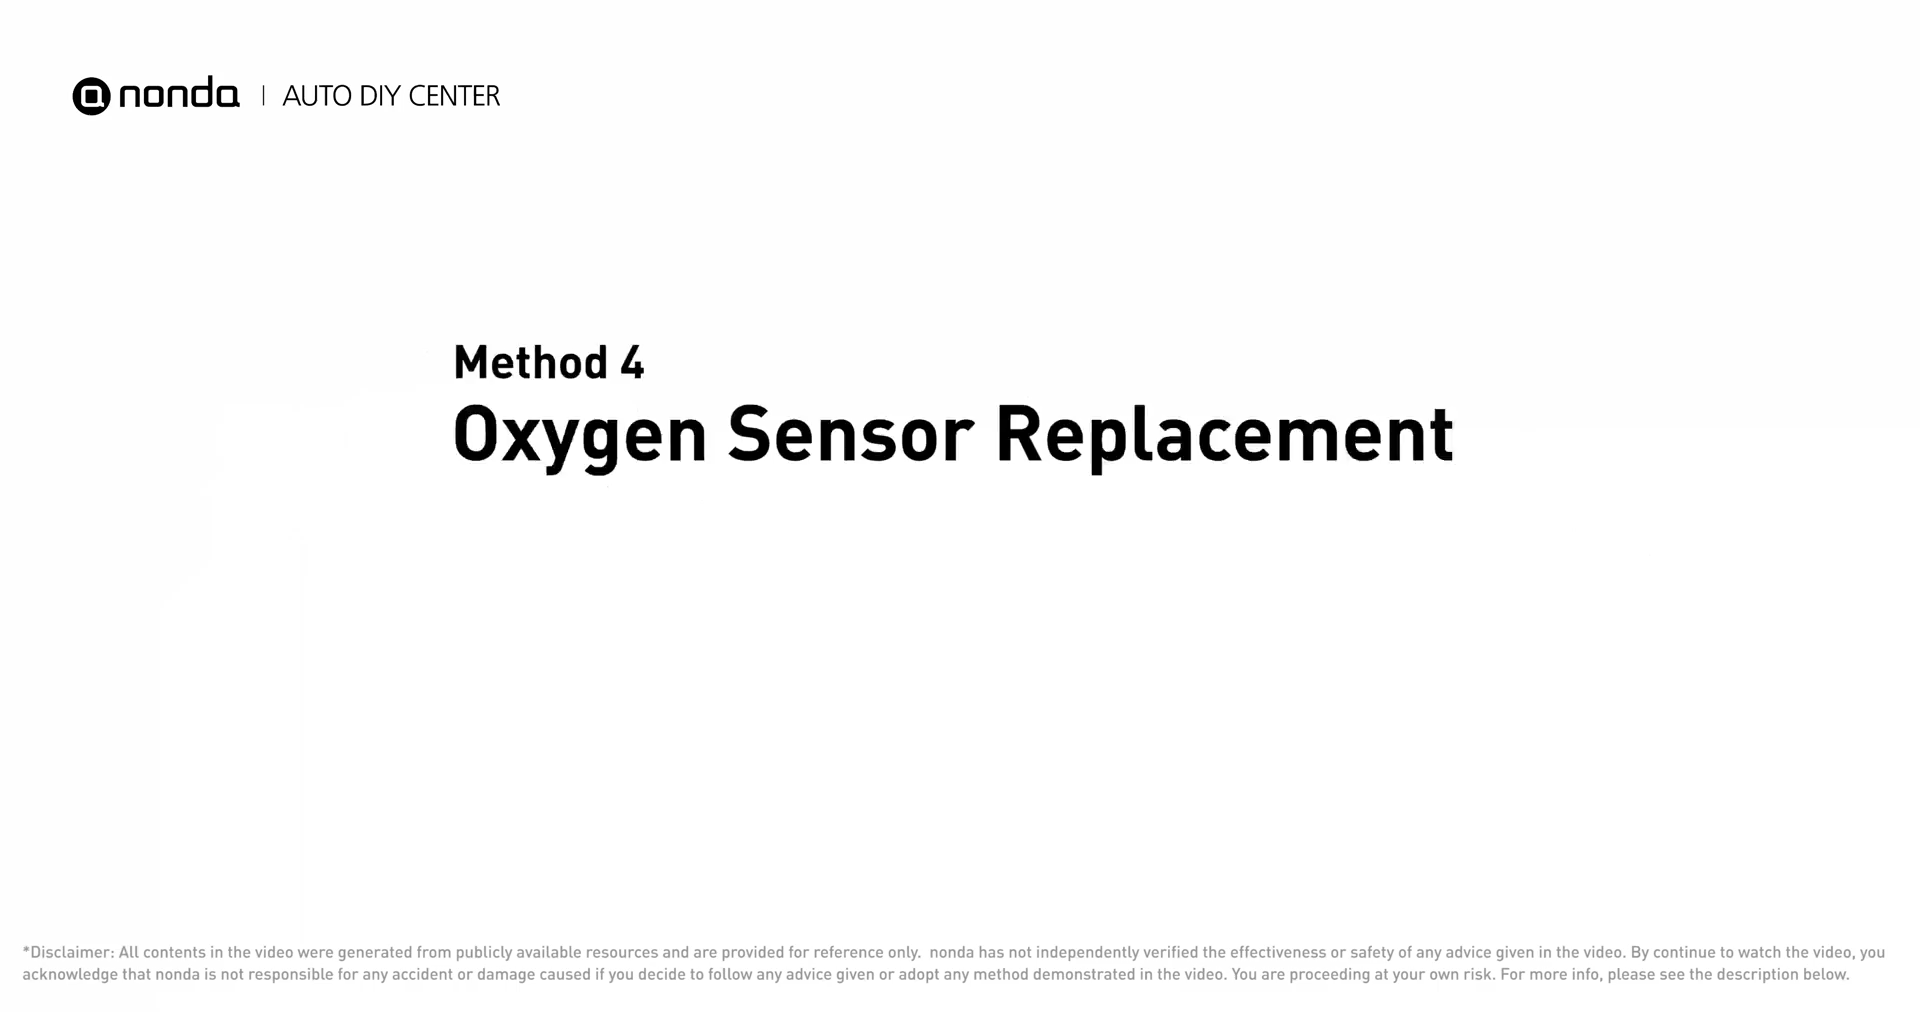 nonda | AUTO DIY CENTER
Method 4
Oxygen Sensor Replacement
*Disclaimer: All contents in the video were generated from publicly available resources and are provided for reference only.  nonda has not independently verified the effectiveness or safety of any advice given in the video. By continue to watch the video, you
acknowledge that nonda is not responsible for any accident or damage caused if you decide to follow any advice given or adopt any method demonstrated in the video. You are proceeding at your own risk. For more info, please see the description below.